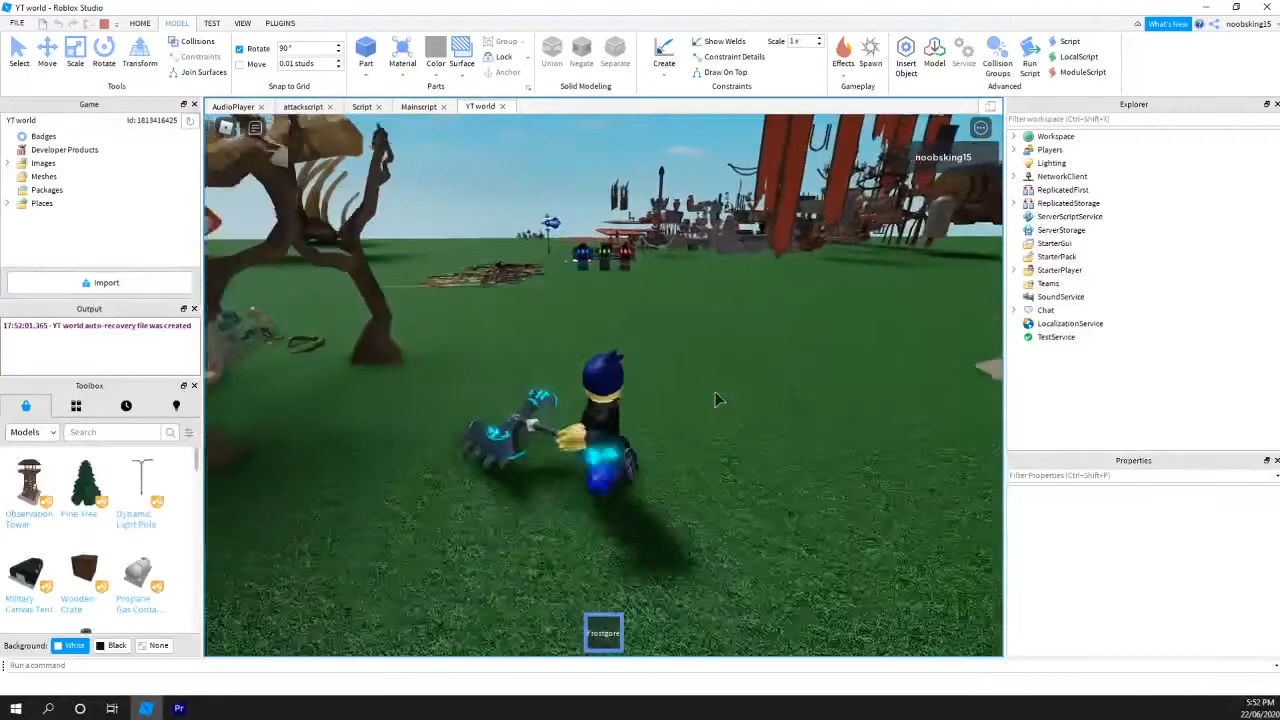 YT world - Roblox Studio
FILE HOME MODEL TEST VIEW PLUGINS What's New noobsking15
Select Move Scale Rotate Transform
Collisions
Constraints
Join Surfaces
Tools
Rotate 90°
Move 0.01 studs
Snap to Grid
Part Material Color Surface
Group
Lock
Anchor
Parts
Union Negate Separate
Solid Modeling
Create
Show Welds
Constraint Details
Draw On Top
Scale 1x
Constraints
Effects Spawn
Gameplay
Insert Object
Model
Service
Collision Groups
Run Script
Script
LocalScript
ModuleScript
Advanced
Game
YT world Id: 1813416425
Badges
Developer Products
Images
Meshes
Packages
Places
Import
Output
17:52:01.365 - YT world auto-recovery file was created
Toolbox
Models Search
Observation Tower
Pine Tree
Dynamic Light Pole
Military Canvas Tent
Wooden Crate
Propane Gas Conta...
Background: White Black None
Run a command
AudioPlayer attackscript Script Mainscript YT world
noobsking15
Frostgore
Explorer
Filter workspace (Ctrl+Shift+X)
Workspace
Players
Lighting
NetworkClient
ReplicatedFirst
ReplicatedStorage
ServerScriptService
ServerStorage
StarterGui
StarterPack
StarterPlayer
Teams
SoundService
Chat
LocalizationService
TestService
Properties
Filter Properties (Ctrl+Shift+P)
Pr
5:52 PM
22/06/2020